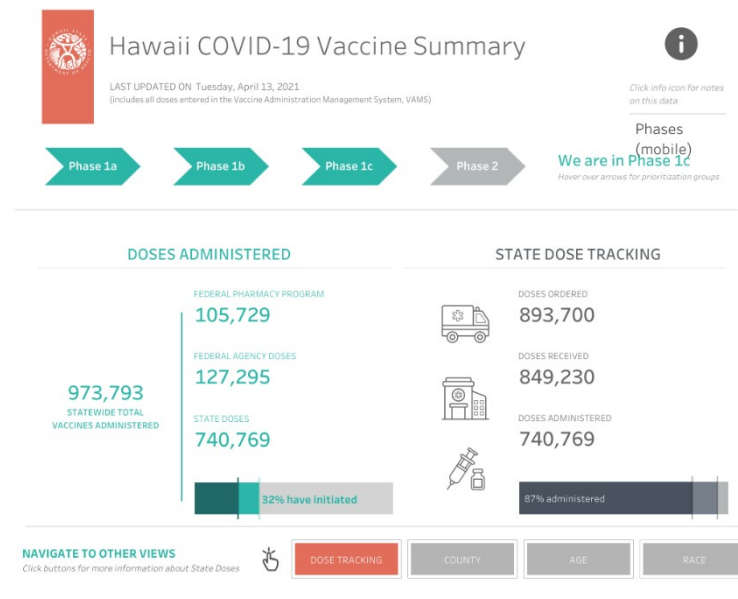 Hawaii COVID-19 Vaccine Summary
LAST UPDATED ON Tuesday, April 13, 2021
(includes all doses entered in the Vaccine Administration Management System, VAMS)
Click info icon for notes
on this data
Phases
(mobile)
Phase 1a
Phase 1b
Phase 1c
Phase 2
We are in Phase 1c
Hover over arrows for prioritization groups
DOSES ADMINISTERED
973,793
STATEWIDE TOTAL
VACCINES ADMINISTERED
FEDERAL PHARMACY PROGRAM
105,729
FEDERAL AGENCY DOSES
127,295
STATE DOSES
740,769
32% have initiated
STATE DOSE TRACKING
DOSES ORDERED
893,700
DOSES RECEIVED
849,230
DOSES ADMINISTERED
740,769
87% administered
NAVIGATE TO OTHER VIEWS
Click buttons for more information about State Doses
DOSE TRACKING
COUNTY
AGE
RACE